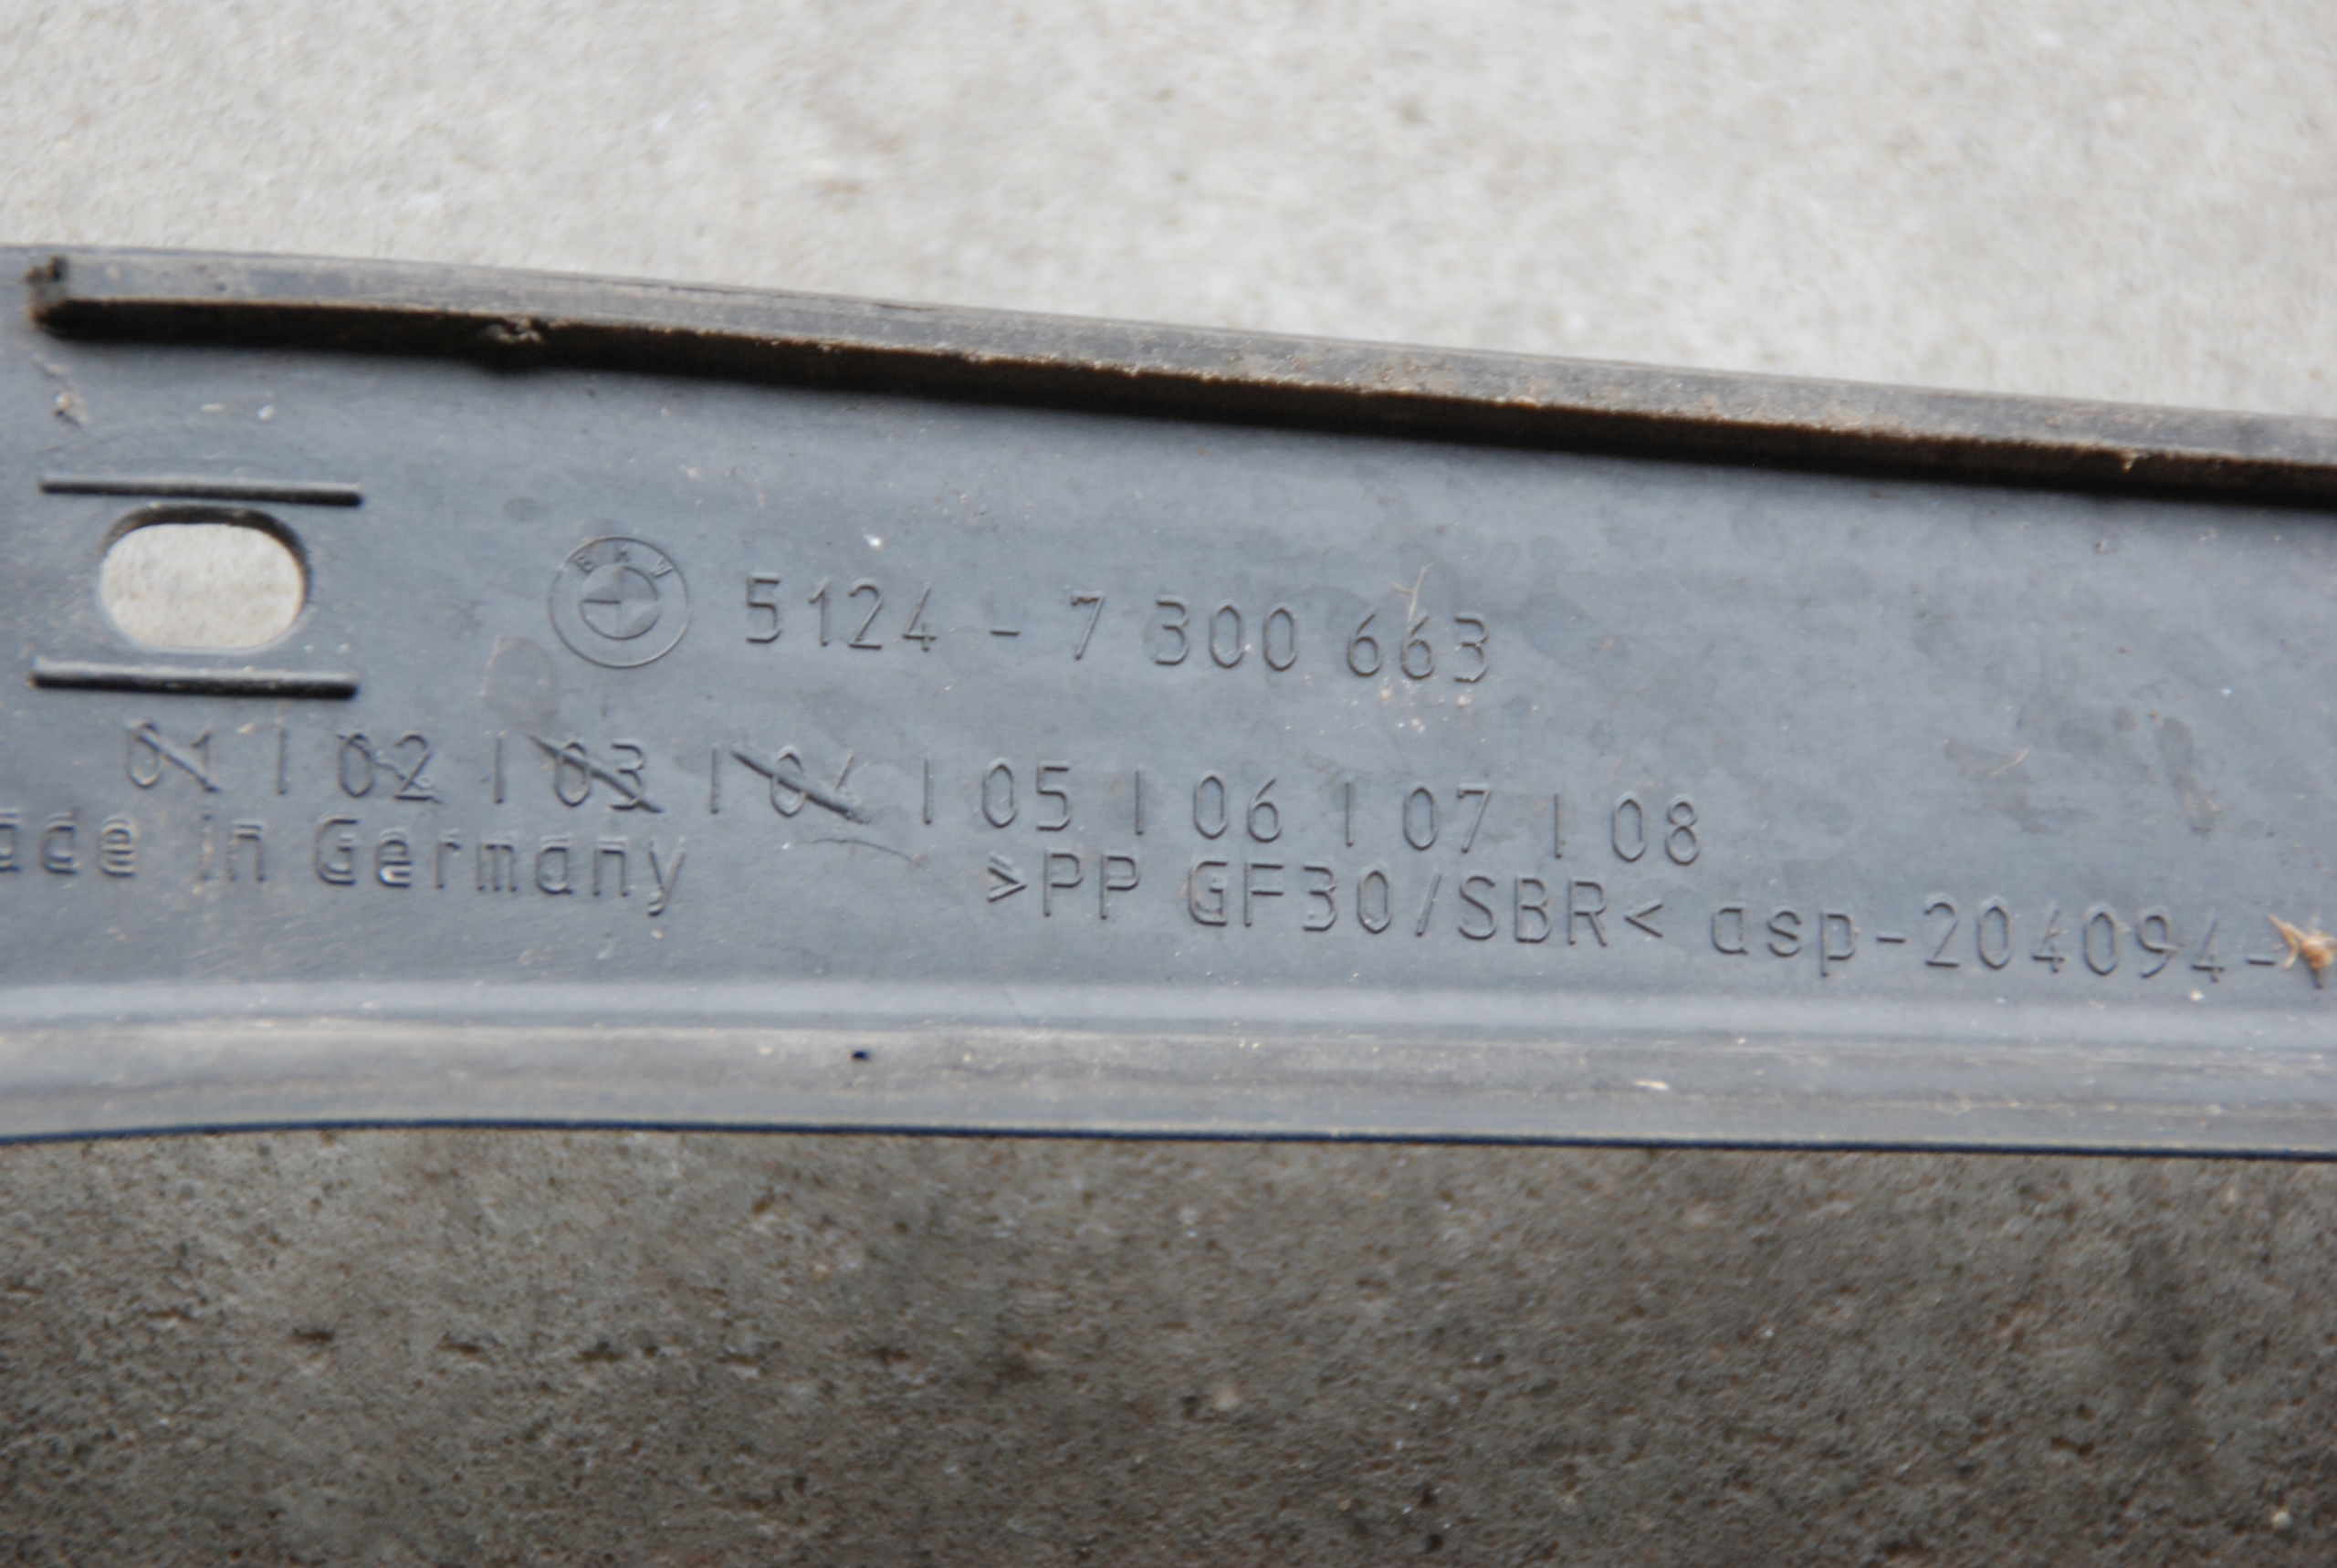 BMW 5124 - 7 300 663
01 | 02 | 03 | 04 | 05 | 06 | 07 | 08
ade in Germany >PP GF30/SBR< asp-204094-